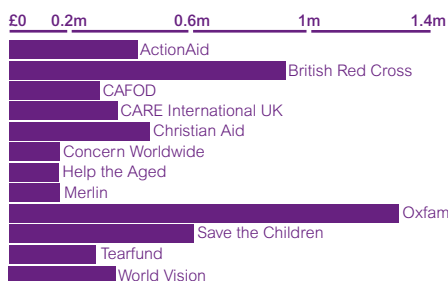 £0 0.2m 0.6m 1m 1.4m
ActionAid
British Red Cross
CAFOD
CARE International UK
Christian Aid
Concern Worldwide
Help the Aged
Merlin
Oxfam
Save the Children
Tearfund
World Vision